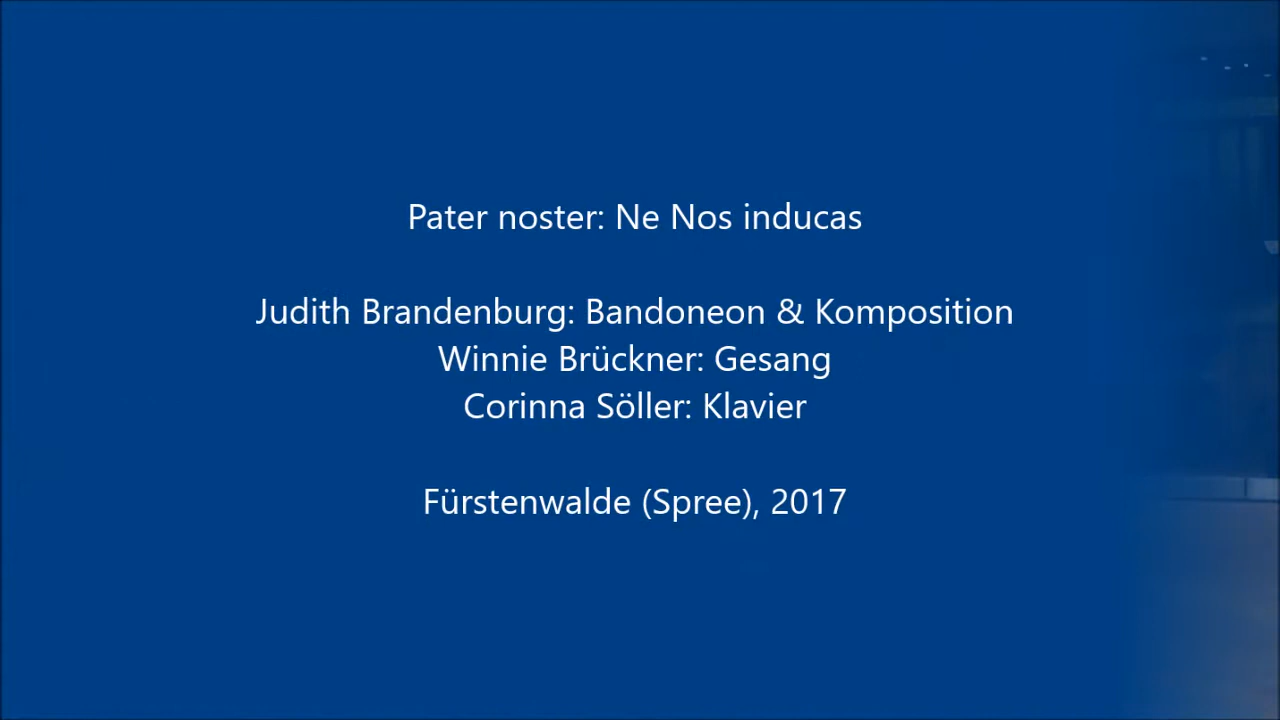 Pater noster: Ne Nos inducas
Judith Brandenburg: Bandoneon & Komposition
Winnie Brückner: Gesang
Corinna Söller: Klavier
Fürstenwalde (Spree), 2017